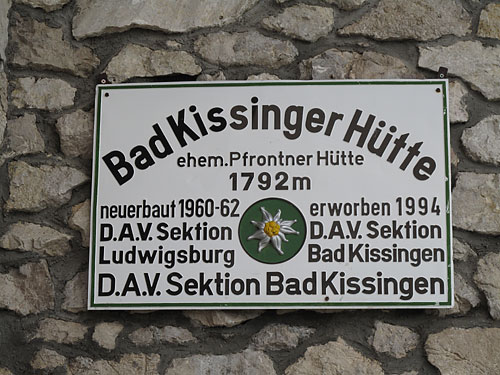 Bad Kissinger Hütte
ehem. Pfrontner Hütte
1792 m
neuerbaut 1960-62
D.A.V. Sektion
Ludwigsburg
erworben 1994
D.A.V. Sektion
Bad Kissingen
D.A.V. Sektion Bad Kissingen